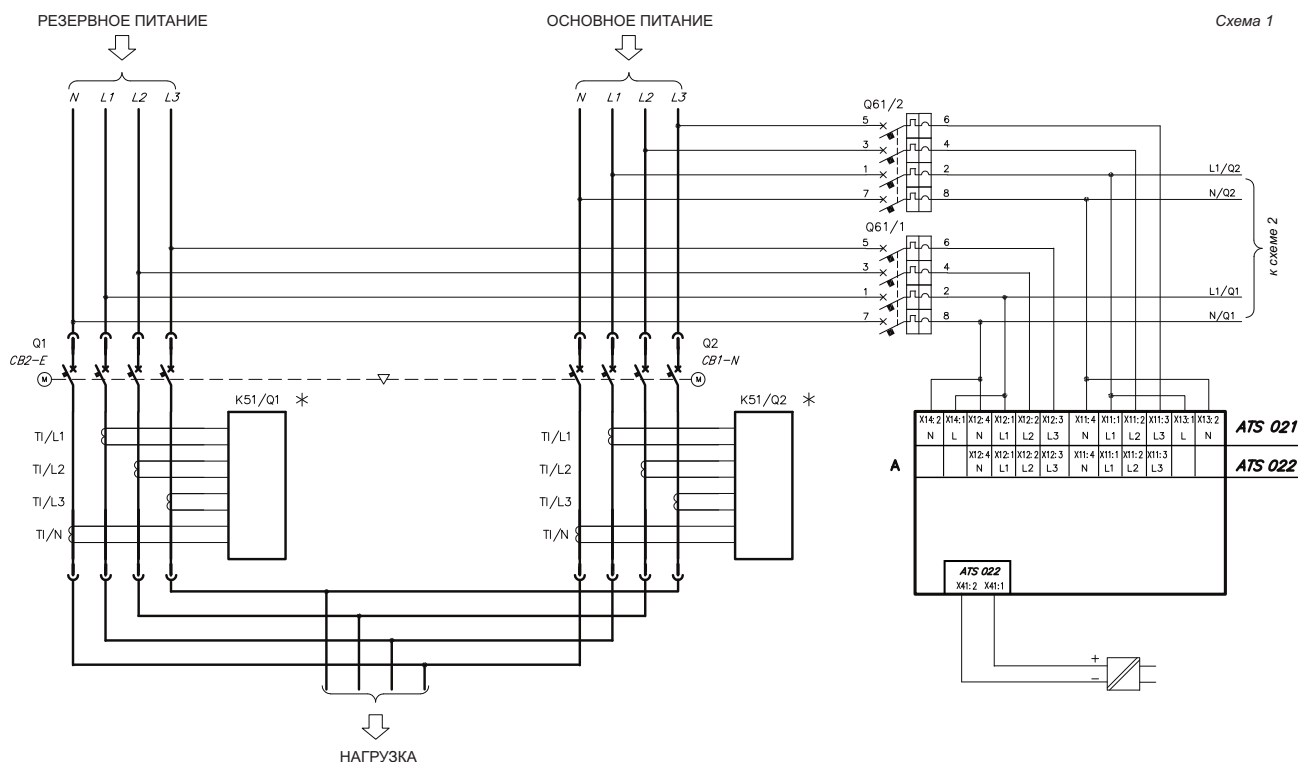 РЕЗЕРВНОЕ ПИТАНИЕ ОСНОВНОЕ ПИТАНИЕ Схема 1
N L1 L2 L3 N L1 L2 L3
Q61/2
5 6
3 4
1 2 L1/Q2
7 8 N/Q2
Q61/1
5 6
3 4
1 2 L1/Q1
7 8 N/Q1
к схеме 2
Q1 Q2
CB2-E CB1-N
M M
K51/Q1 * K51/Q2 *
TI/L1 TI/L1
TI/L2 TI/L2
TI/L3 TI/L3
TI/N TI/N
X14:2 X14:1 X12:4 X12:1 X12:2 X12:3 X11:4 X11:1 X11:2 X11:3 X13:1 X13:2
N L N L1 L2 L3 N L1 L2 L3 L N ATS 021
X12:4 X12:1 X12:2 X12:3 X11:4 X11:1 X11:2 X11:3
A N L1 L2 L3 N L1 L2 L3 ATS 022
ATS 022
X41:2 X41:1
+
−
НАГРУЗКА